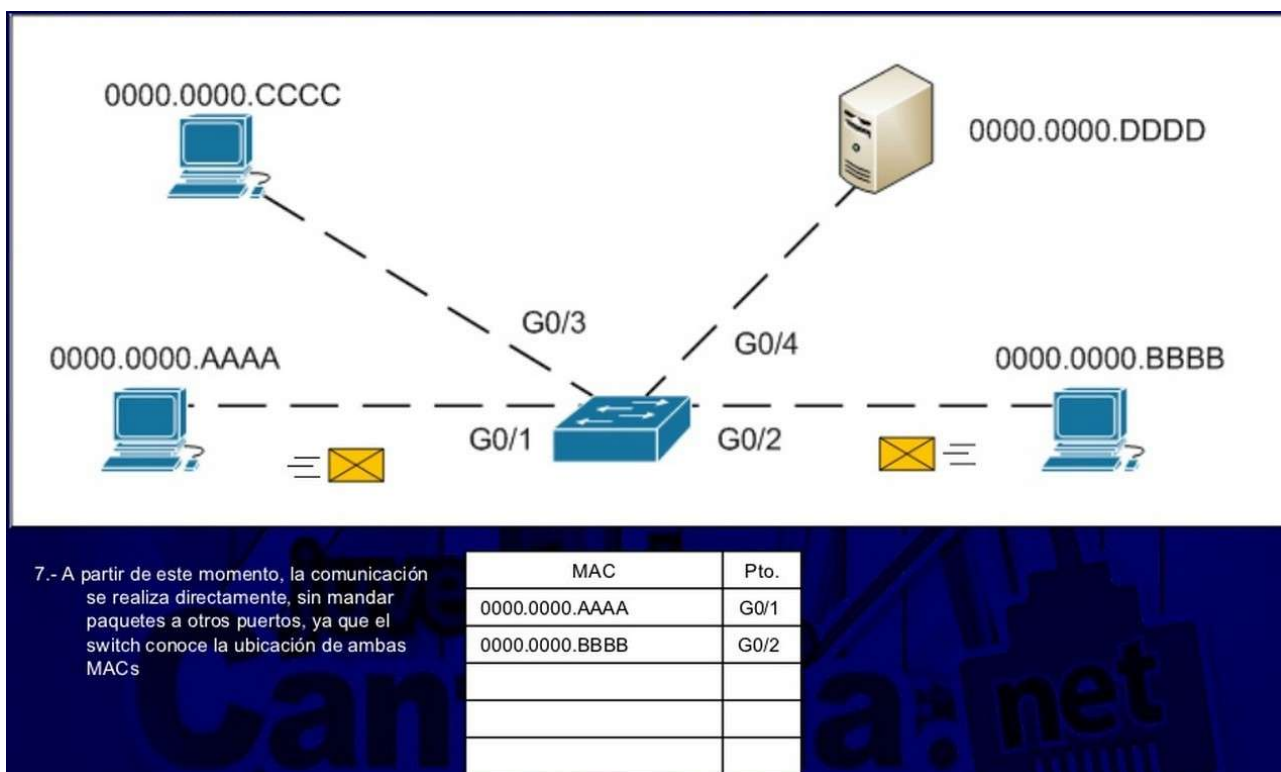 0000.0000.CCCC
0000.0000.DDDD
G0/3
G0/4
0000.0000.AAAA
0000.0000.BBBB
G0/1
G0/2
7.- A partir de este momento, la comunicación
se realiza directamente, sin mandar
paquetes a otros puertos, ya que el
switch conoce la ubicación de ambas
MACs
MAC Pto.
0000.0000.AAAA G0/1
0000.0000.BBBB G0/2
net